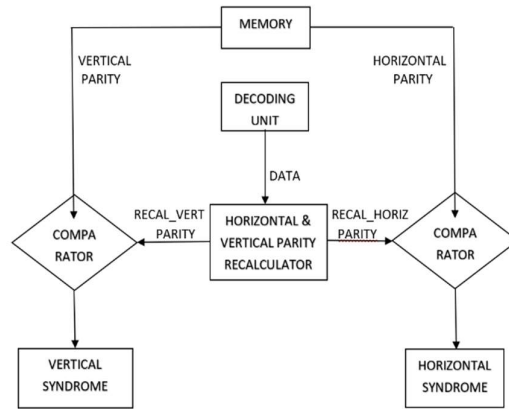 MEMORY
VERTICAL
PARITY
HORIZONTAL
PARITY
DECODING
UNIT
DATA
RECAL_VERT
PARITY
HORIZONTAL &
VERTICAL PARITY
RECALCULATOR
RECAL_HORIZ
PARITY
COMPA
RATOR
COMPA
RATOR
VERTICAL
SYNDROME
HORIZONTAL
SYNDROME